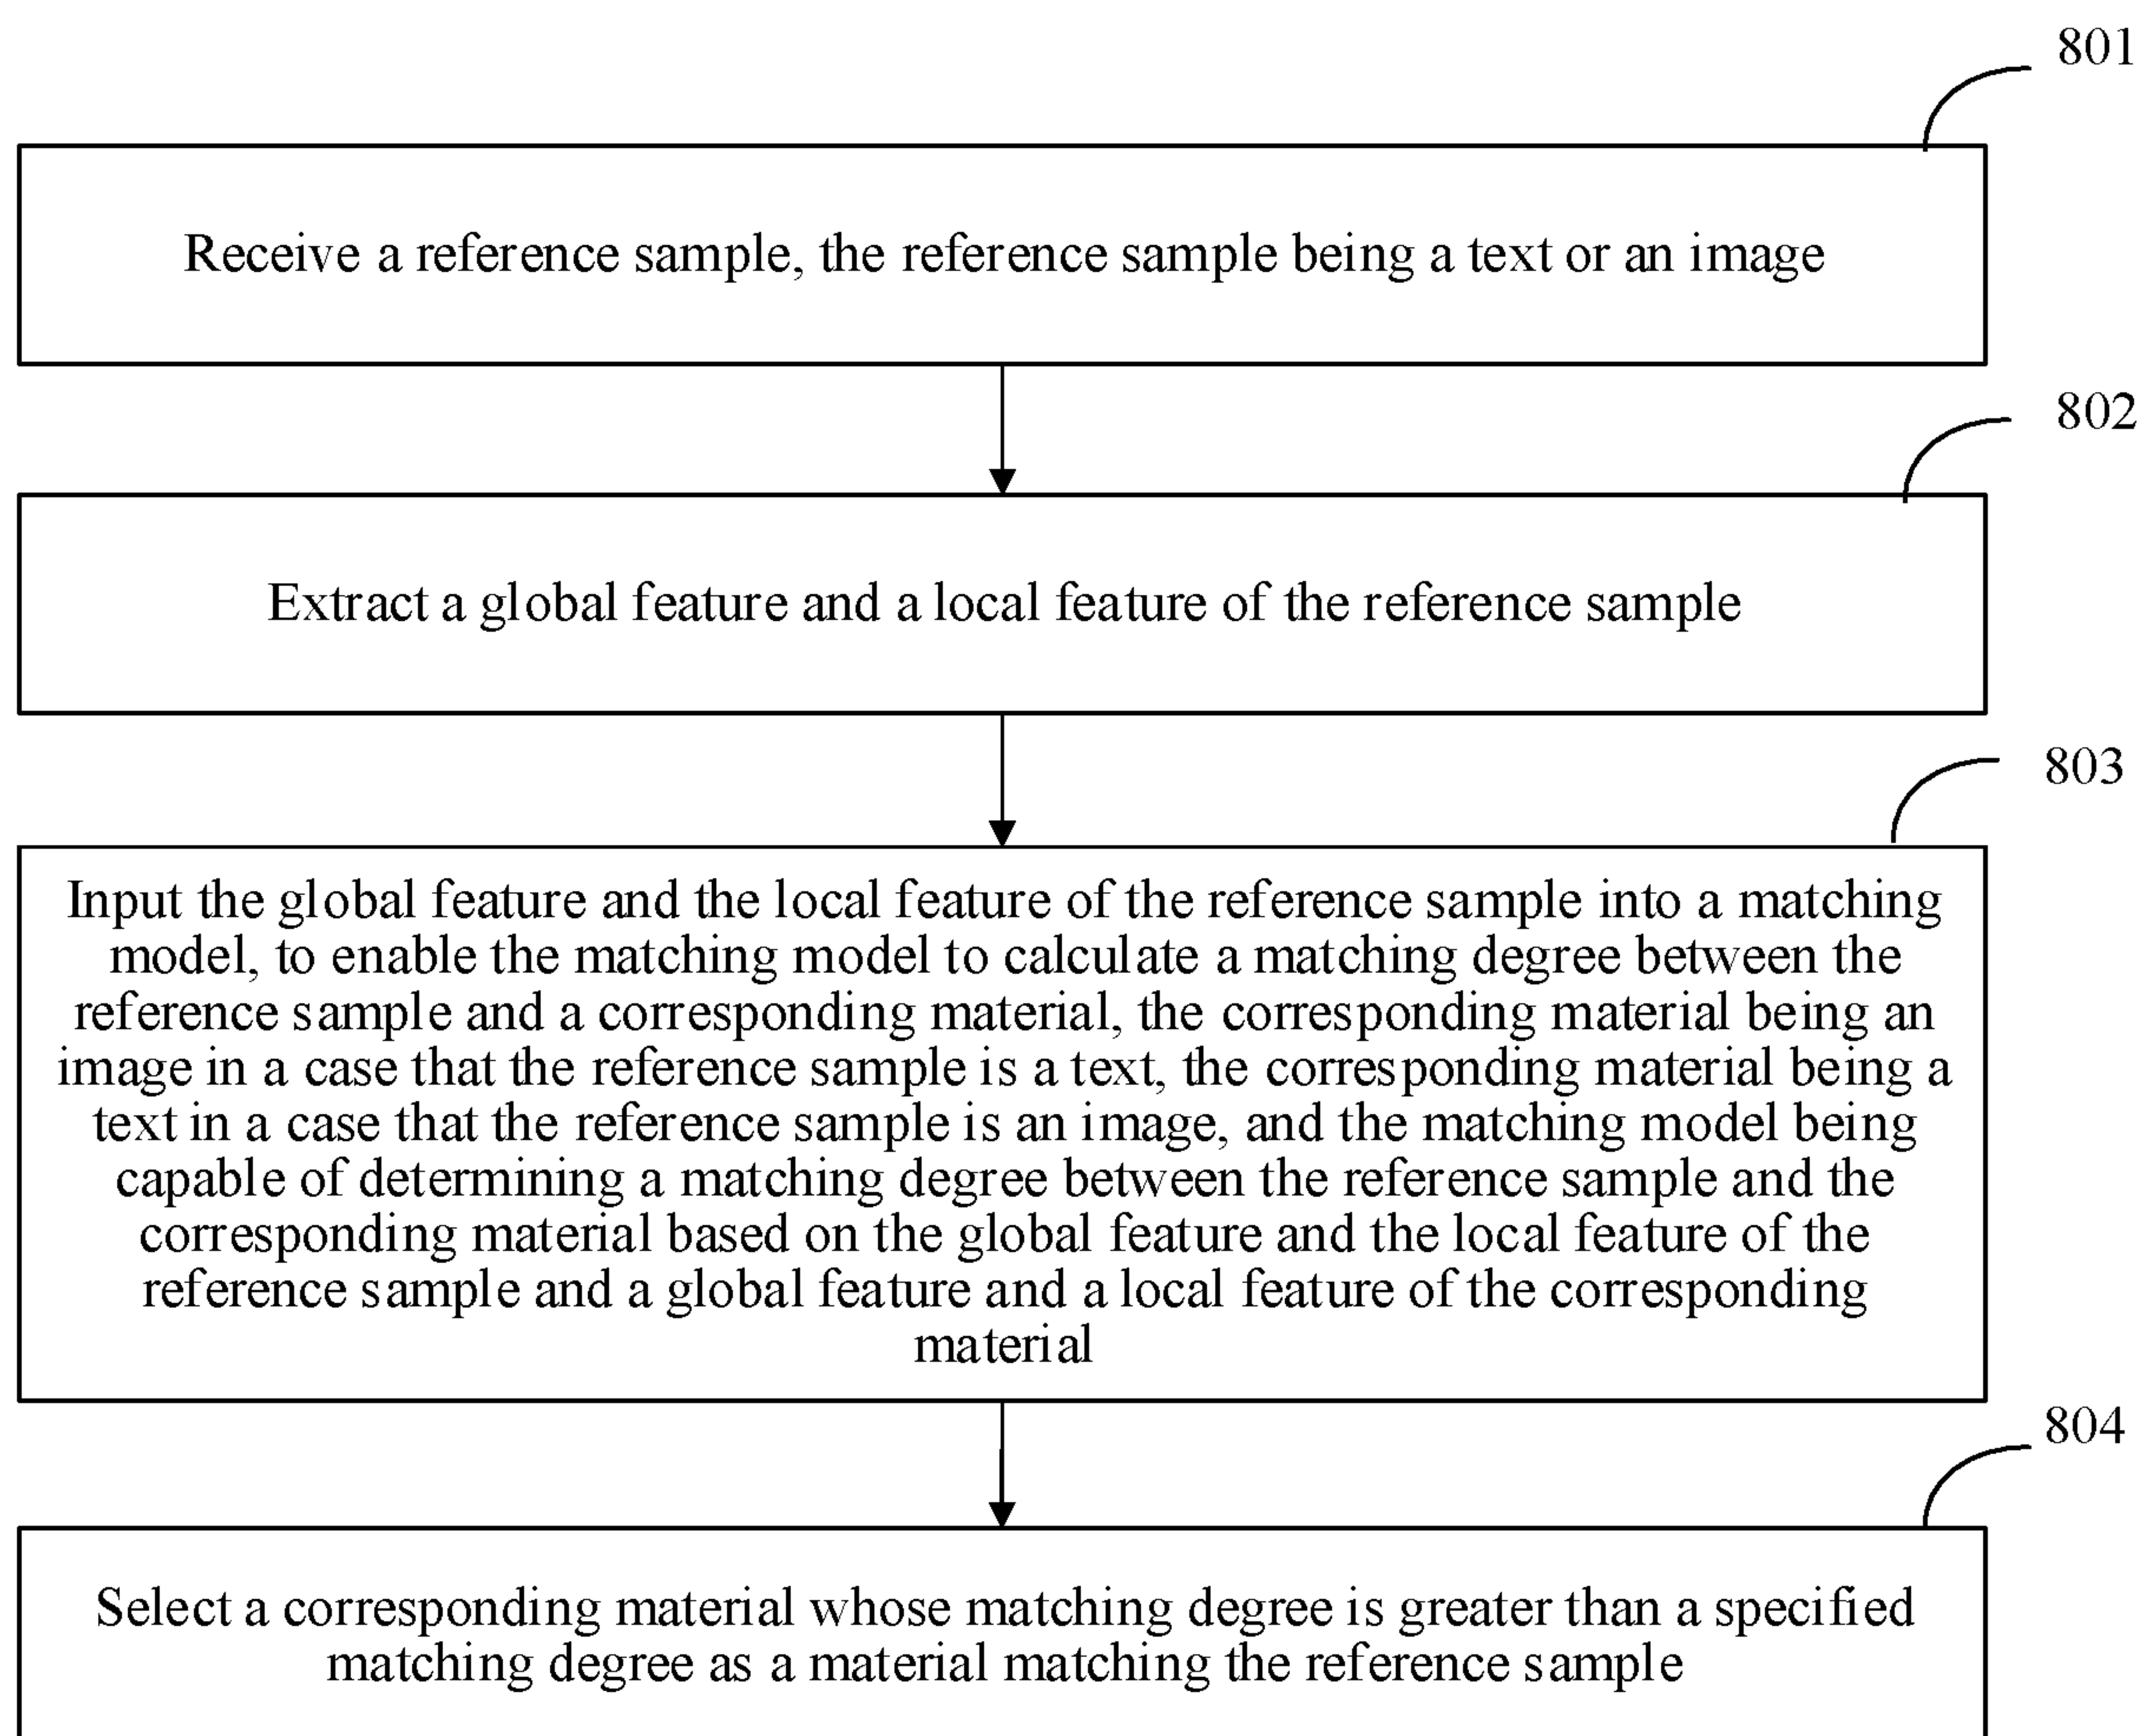 801
Receive a reference sample, the reference sample being a text or an image
802
Extract a global feature and a local feature of the reference sample
803
Input the global feature and the local feature of the reference sample into a matching
model, to enable the matching model to calculate a matching degree between the
reference sample and a corresponding material, the corresponding material being an
image in a case that the reference sample is a text, the corresponding material being a
text in a case that the reference sample is an image, and the matching model being
capable of determining a matching degree between the reference sample and the
corresponding material based on the global feature and the local feature of the
reference sample and a global feature and a local feature of the corresponding
material
804
Select a corresponding material whose matching degree is greater than a specified
matching degree as a material matching the reference sample